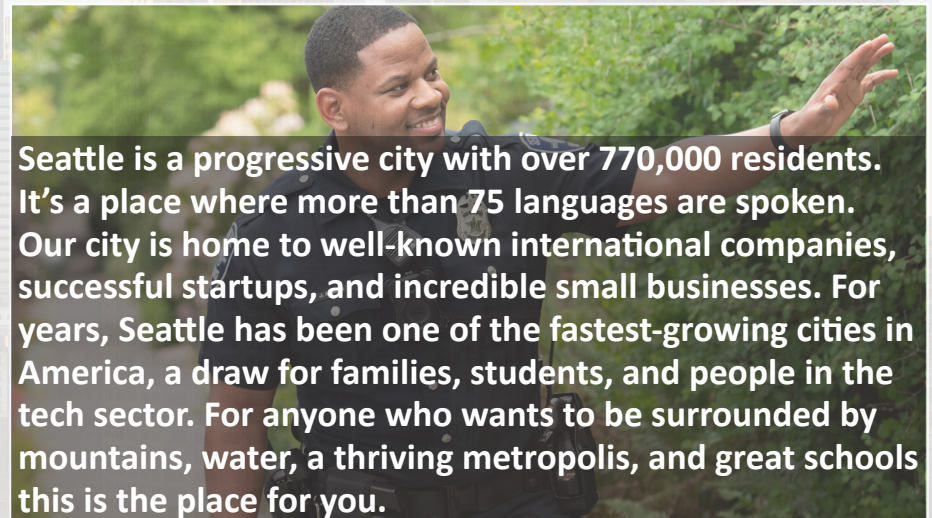 Seattle is a progressive city with over 770,000 residents.
It’s a place where more than 75 languages are spoken.
Our city is home to well-known international companies,
successful startups, and incredible small businesses. For
years, Seattle has been one of the fastest-growing cities in
America, a draw for families, students, and people in the
tech sector. For anyone who wants to be surrounded by
mountains, water, a thriving metropolis, and great schools
this is the place for you.